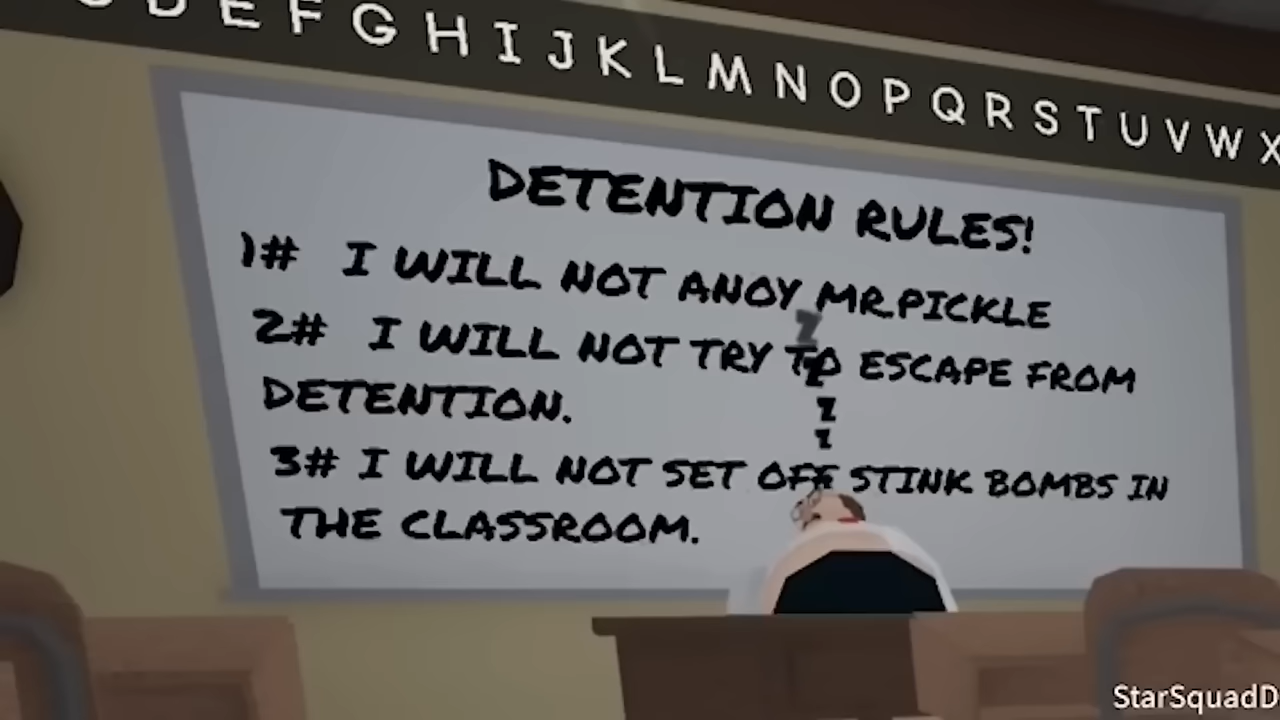 D E F G H I J K L M N O P Q R S T U V W X
DETENTION RULES!
1# I WILL NOT ANOY MR.PICKLE
2# I WILL NOT TRY TO ESCAPE FROM
DETENTION.
3# I WILL NOT SET OFF STINK BOMBS IN
THE CLASSROOM.
z
z
z
z
StarSquadD